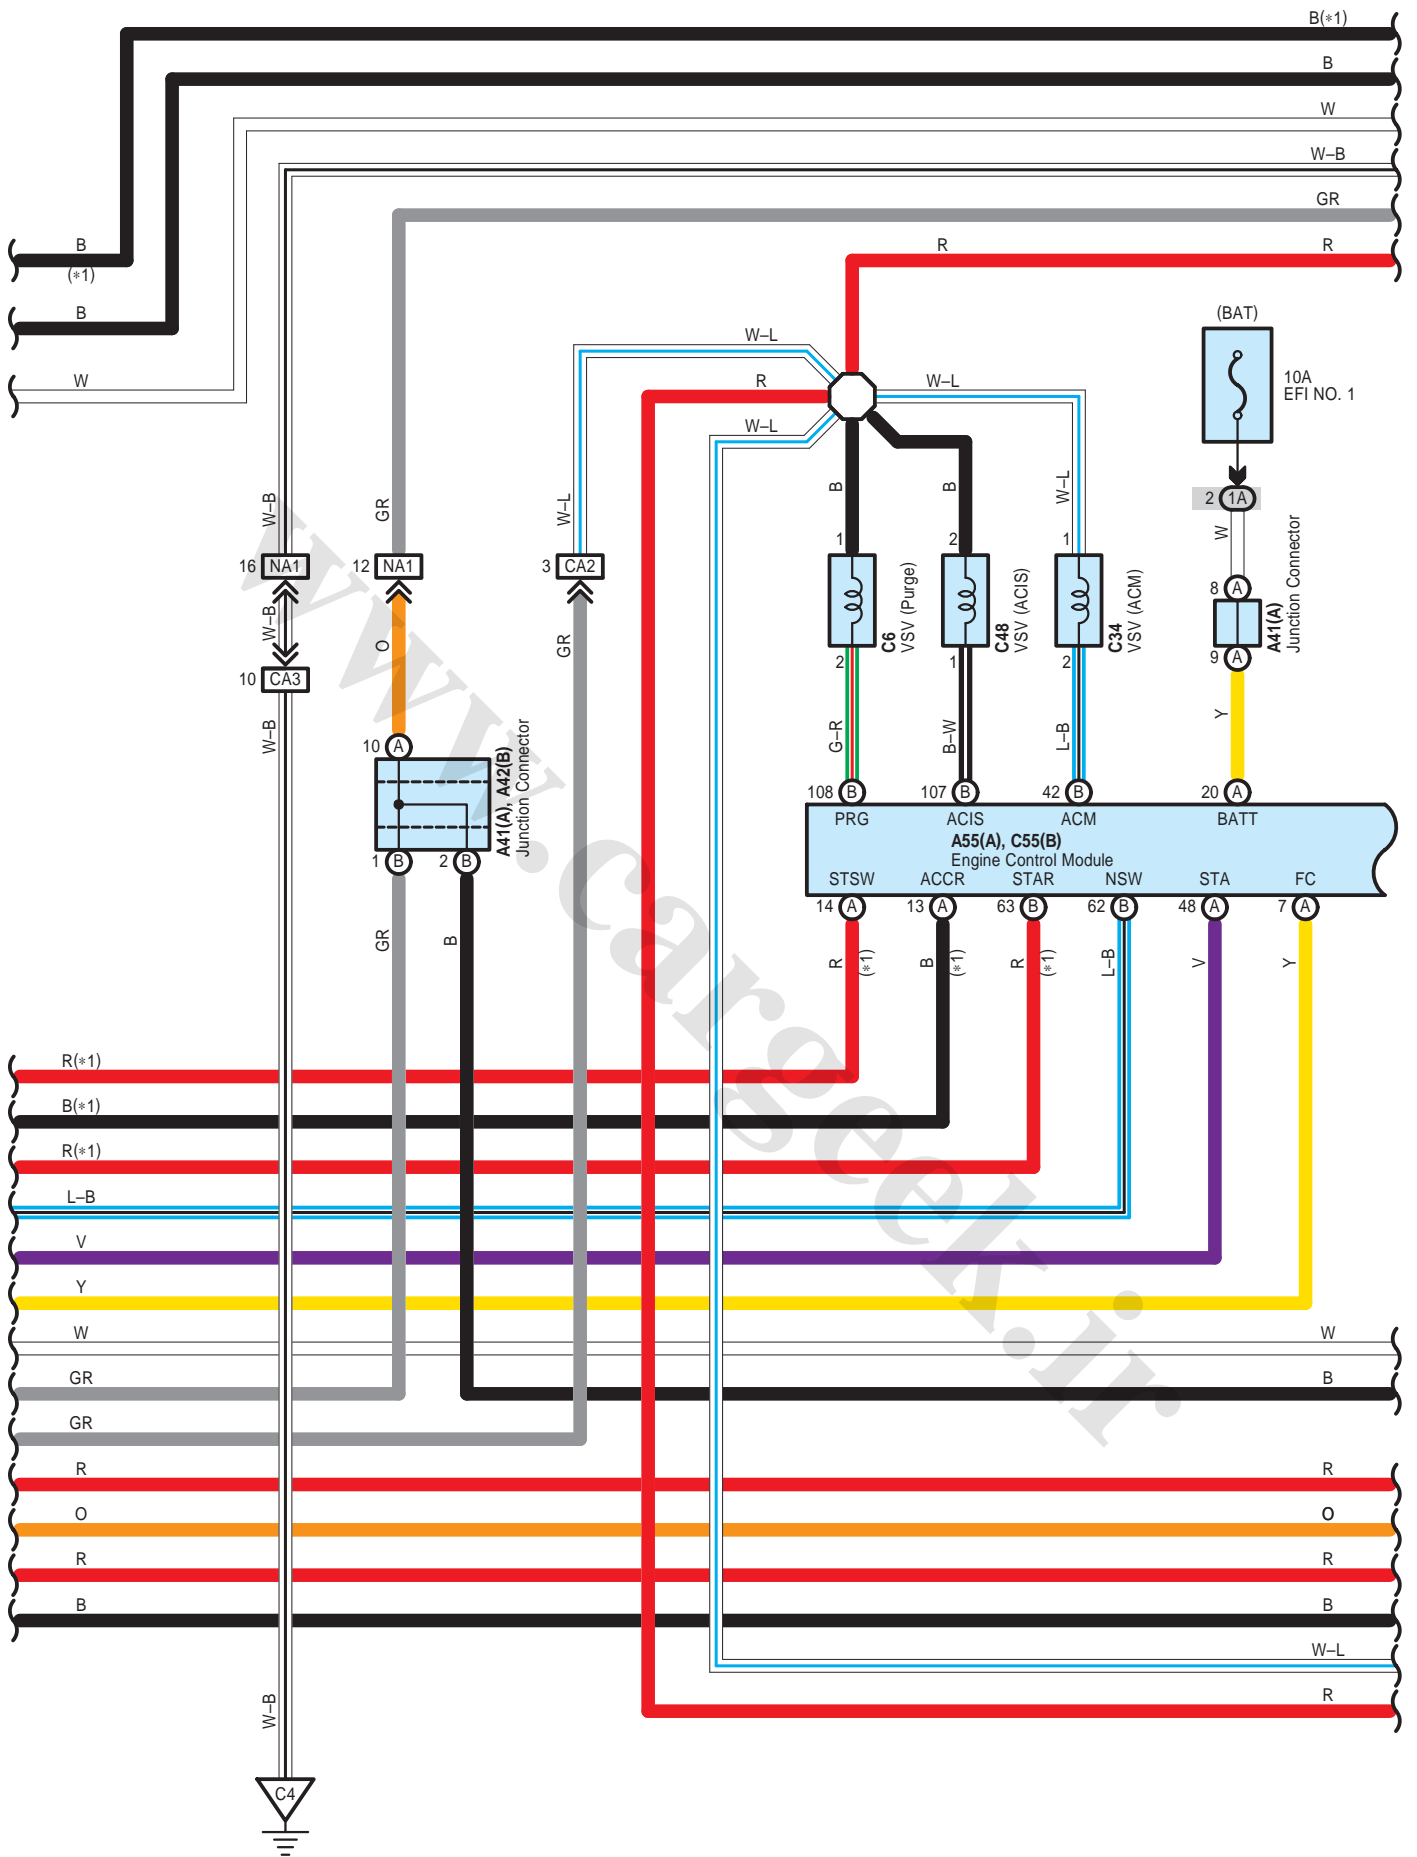 B(∗1)
B
W
W–B
GR
B
(∗1)
R
R
B
(BAT)
W–L
W
R
W–L
10A
EFI NO. 1
W–L
W–B
GR
W–L
B
B
W–L
2
1A
W
1
2
1
16
NA1
12
NA1
3
CA2
8
A
W–B
O
GR
C6
VSV (Purge)
C48
VSV (ACIS)
C34
VSV (ACM)
A41(A)
Junction Connector
2
1
2
9
A
10
CA3
W–B
G–R
B–W
L–B
Y
10
A
A41(A), A42(B)
Junction Connector
108
B
107
B
42
B
20
A
PRG
ACIS
ACM
BATT
A55(A), C55(B)
Engine Control Module
1
B
2
B
STSW
ACCR
STAR
NSW
STA
FC
14
A
13
A
63
B
62
B
48
A
7
A
GR
B
R
(∗1)
B
(∗1)
R
(∗1)
L–B
V
Y
R(∗1)
B(∗1)
R(∗1)
L–B
V
Y
W
W
GR
B
GR
R
R
O
O
R
R
B
B
W–L
R
W–B
C4
www.cargeek.ir